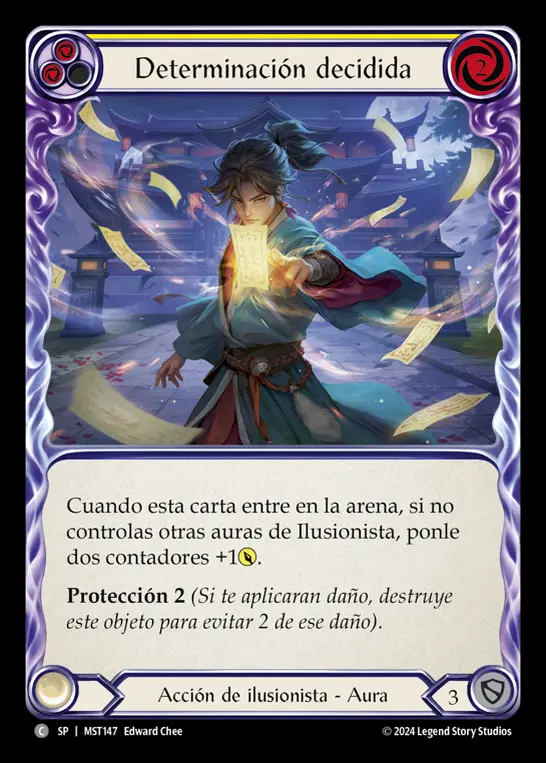 Determinación decidida
2
Cuando esta carta entre en la arena, si no
controlas otras auras de Ilusionista, ponle
dos contadores +1.
Protección 2 (Si te aplicaran daño, destruye
este objeto para evitar 2 de ese daño).
Acción de ilusionista - Aura
3
C SP | MST147 Edward Chee
© 2024 Legend Story Studios